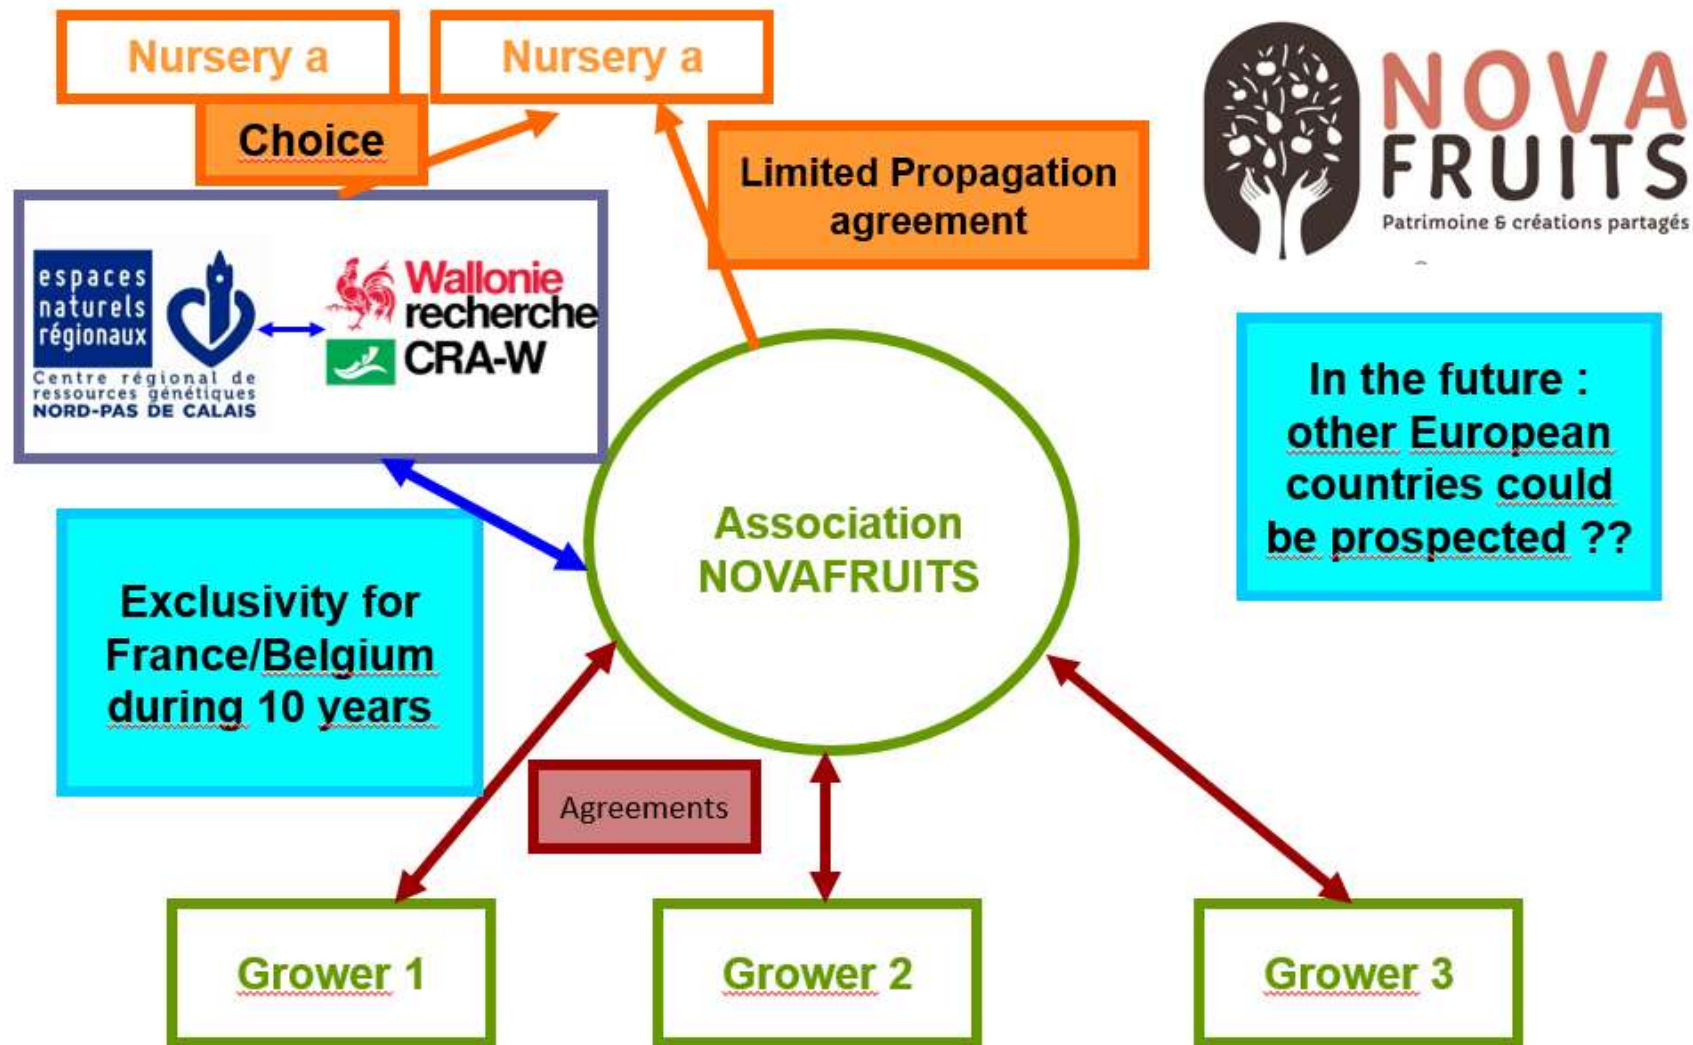 Nursery a
Nursery a
Choice
Limited Propagation
agreement
NOVA
FRUITS
Patrimoine & créations partagés
espaces
naturels
régionaux
Centre régional de
ressources génétiques
NORD-PAS DE CALAIS
Wallonie
recherche
CRA-W
In the future :
other European
countries could
be prospected ??
Association
NOVAFRUITS
Exclusivity for
France/Belgium
during 10 years
Agreements
Grower 1
Grower 2
Grower 3